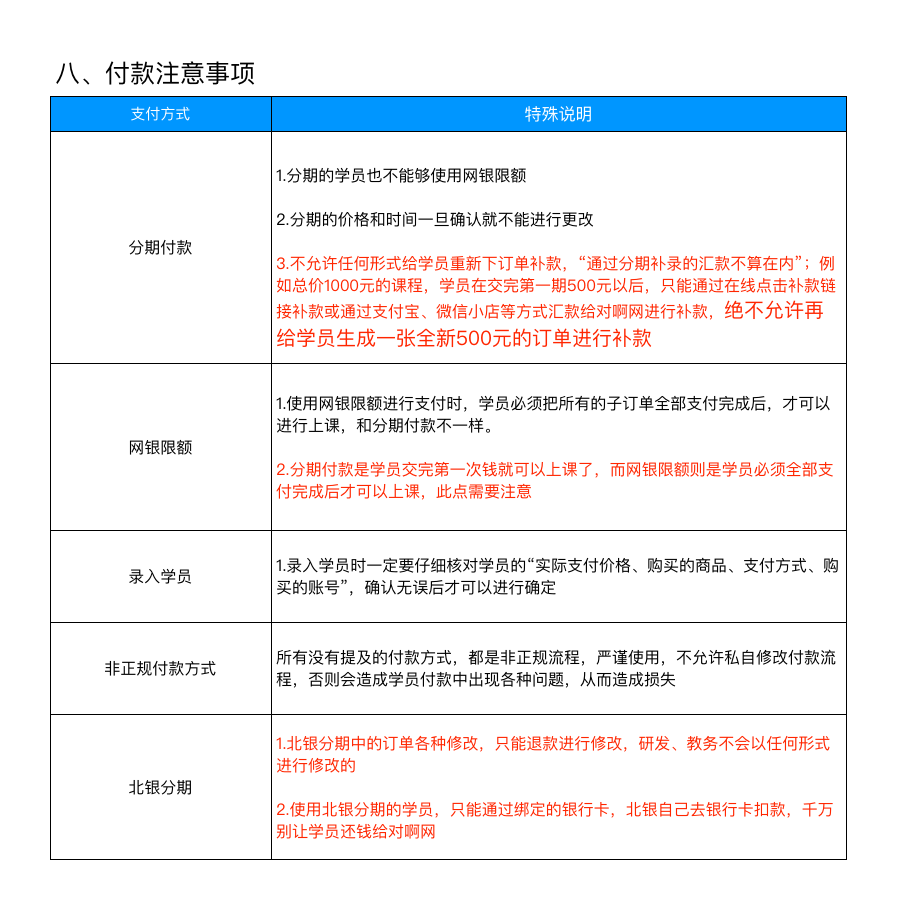 八、付款注意事项
支付方式
特殊说明
分期付款
1.分期的学员也不能够使用网银限额
2.分期的价格和时间一旦确认就不能进行更改
3.不允许任何形式给学员重新下订单补款，“通过分期补录的汇款不算在内”；例
如总价1000元的课程，学员在交完第一期500元以后，只能通过在线点击补款链
接补款或通过支付宝、微信小店等方式汇款给对啊网进行补款，绝不允许再
给学员生成一张全新500元的订单进行补款
网银限额
1.使用网银限额进行支付时，学员必须把所有的子订单全部支付完成后，才可以
进行上课，和分期付款不一样。
2.分期付款是学员交完第一次钱就可以上课了，而网银限额则是学员必须全部支
付完成后才可以上课，此点需要注意
录入学员
1.录入学员时一定要仔细核对学员的“实际支付价格、购买的商品、支付方式、购
买的账号”，确认无误后才可以进行确定
非正规付款方式
所有没有提及的付款方式，都是非正规流程，严谨使用，不允许私自修改付款流
程，否则会造成学员付款中出现各种问题，从而造成损失
北银分期
1.北银分期中的订单各种修改，只能退款进行修改，研发、教务不会以任何形式
进行修改的
2.使用北银分期的学员，只能通过绑定的银行卡，北银自己去银行卡扣款，千万
别让学员还钱给对啊网